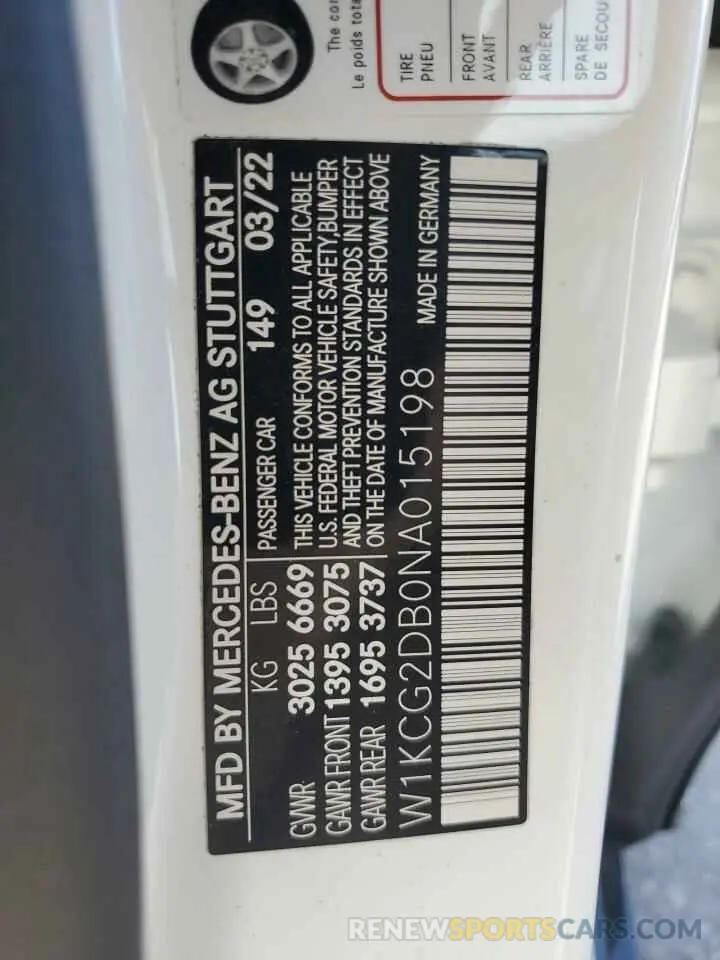 The con
Le poids tota
TIRE
PNEU
FRONT
AVANT
REAR
ARRIÈRE
SPARE
DE SECOU
MFD BY MERCEDES-BENZ AG STUTTGART
KG LBS PASSENGER CAR 149 03/22
GVWR 3025 6669 THIS VEHICLE CONFORMS TO ALL APPLICABLE
GAWR FRONT 1395 3075 U.S. FEDERAL MOTOR VEHICLE SAFETY,BUMPER
AND THEFT PREVENTION STANDARDS IN EFFECT
GAWR REAR 1695 3737 ON THE DATE OF MANUFACTURE SHOWN ABOVE
W1KCG2DB0NA015198 MADE IN GERMANY
RENEWSPORTSCARS.COM